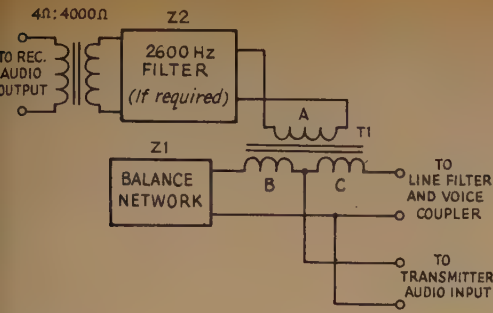 4Ω:4000Ω
Z2
TO REC.
AUDIO
OUTPUT
2600 Hz
FILTER
(If required)
A
T1
Z1
BALANCE
NETWORK
B
C
TO
LINE FILTER
AND VOICE
COUPLER
TO
TRANSMITTER
AUDIO INPUT